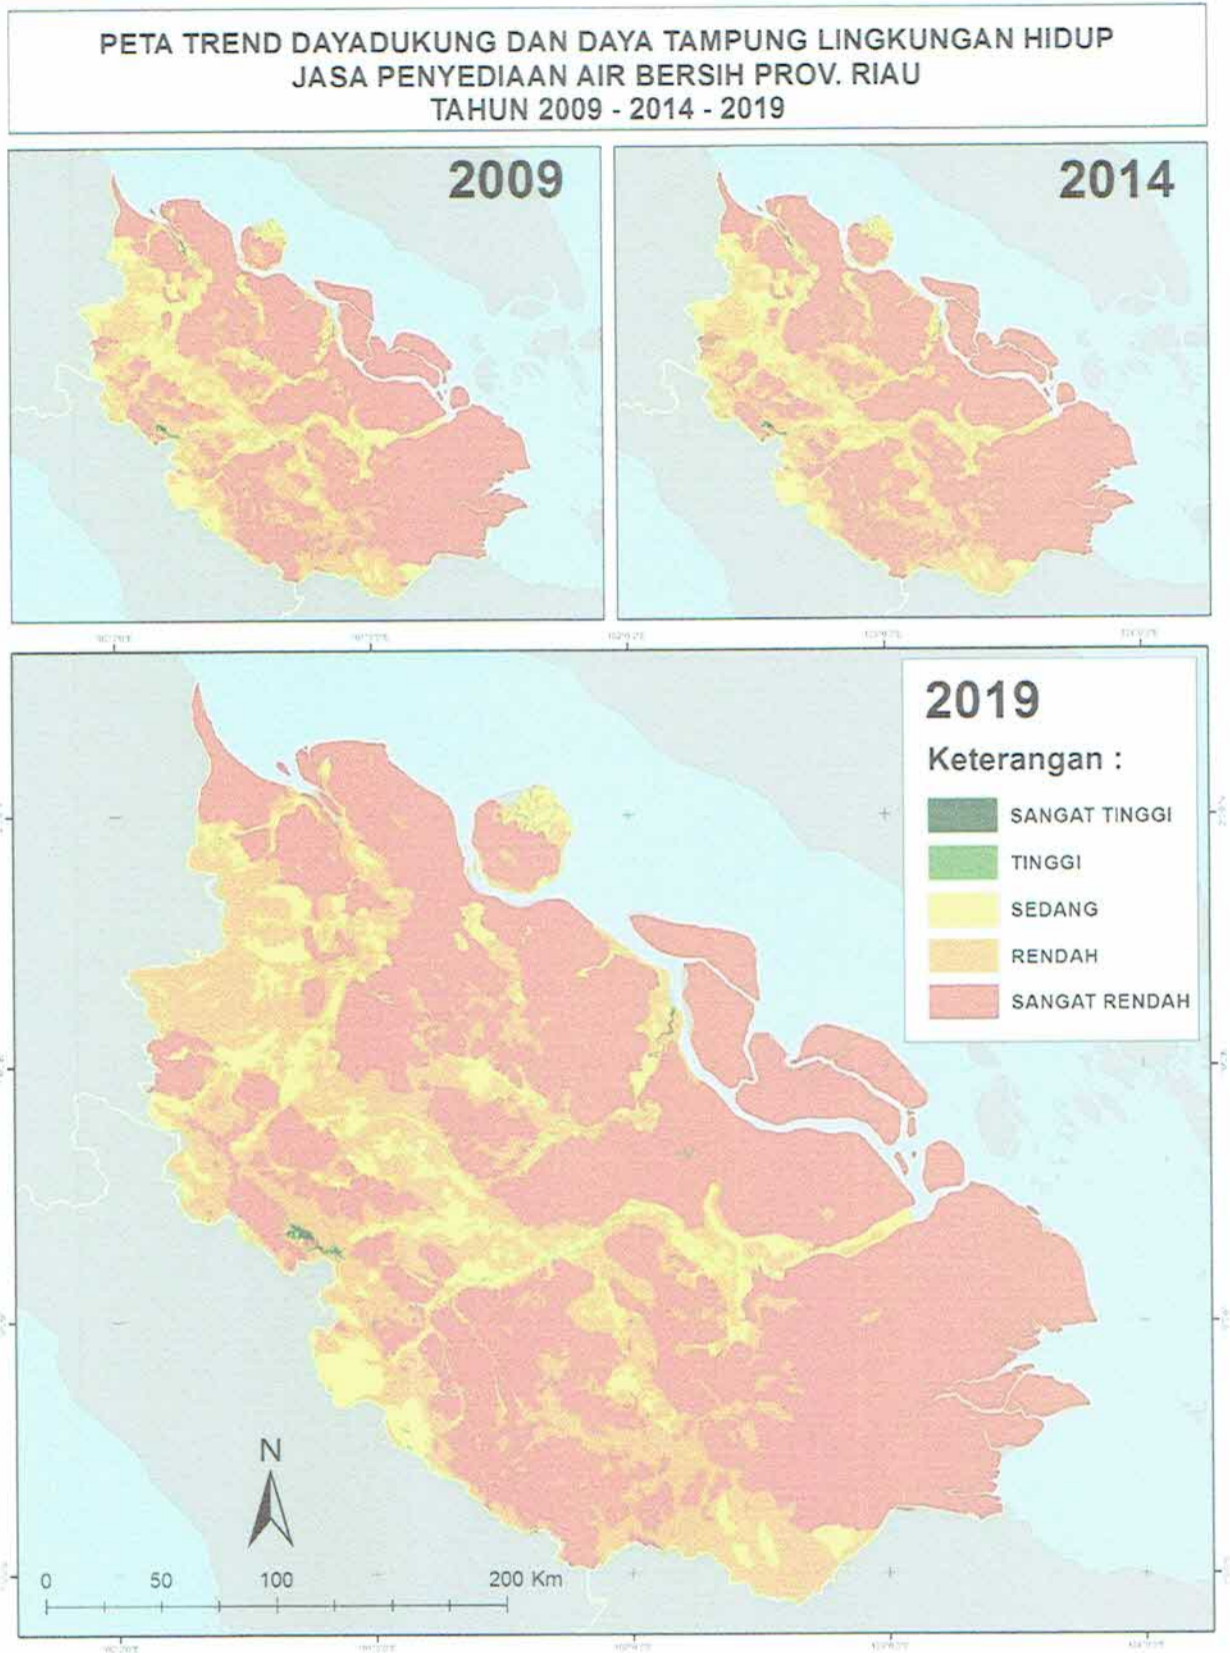 PETA TREND DAYADUKUNG DAN DAYA TAMPUNG LINGKUNGAN HIDUP
JASA PENYEDIAAN AIR BERSIH PROV. RIAU
TAHUN 2009 - 2014 - 2019
2009
2014
2019
Keterangan :
SANGAT TINGGI
TINGGI
SEDANG
RENDAH
SANGAT RENDAH
N
0 50 100 200 Km